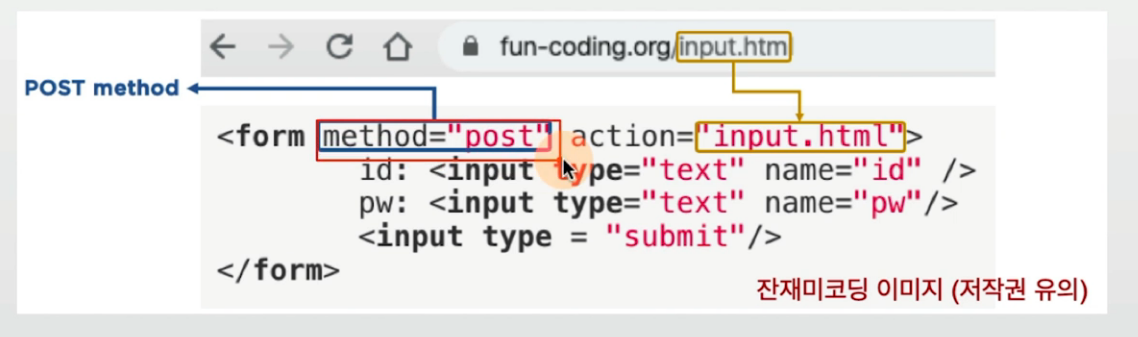 fun-coding.org/input.htm
POST method
<form method="post" action="input.html">
id: <input type="text" name="id" />
pw: <input type="text" name="pw"/>
<input type = "submit"/>
</form>
잔재미코딩 이미지 (저작권 유의)